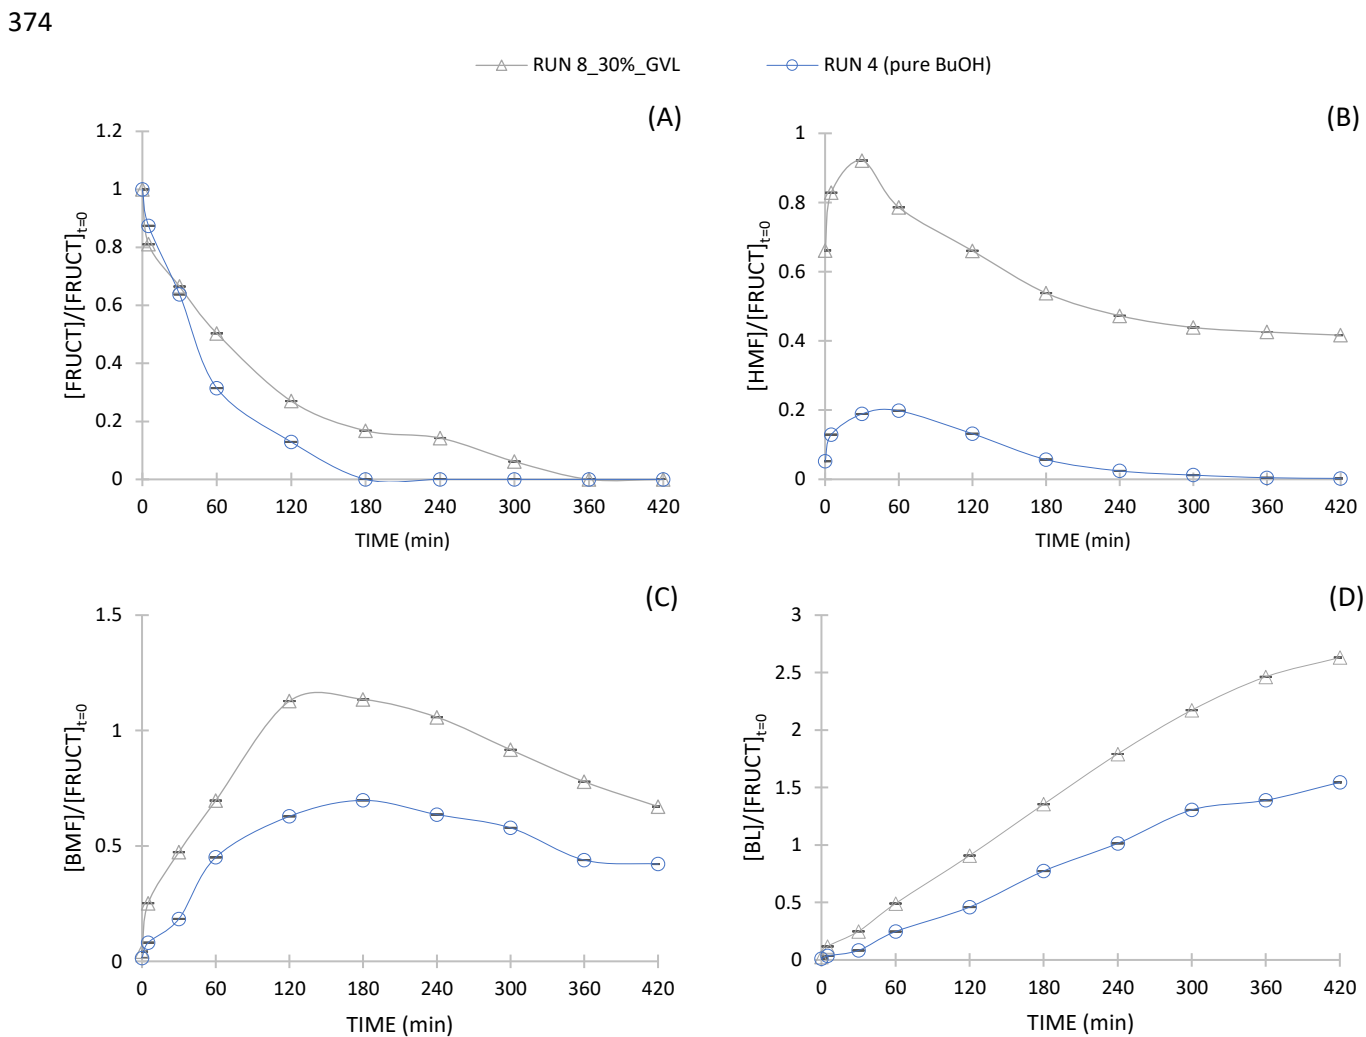 374
RUN 8_30%_GVL
RUN 4 (pure BuOH)
(A)
[FRUCT]/[FRUCT]t=0
1.2
1
0.8
0.6
0.4
0.2
0
0 60 120 180 240 300 360 420
TIME (min)
(B)
[HMF]/[FRUCT]t=0
1
0.8
0.6
0.4
0.2
0
0 60 120 180 240 300 360 420
TIME (min)
(C)
[BMF]/[FRUCT]t=0
1.5
1
0.5
0
0 60 120 180 240 300 360 420
TIME (min)
(D)
[BL]/[FRUCT]t=0
3
2.5
2
1.5
1
0.5
0
0 60 120 180 240 300 360 420
TIME (min)